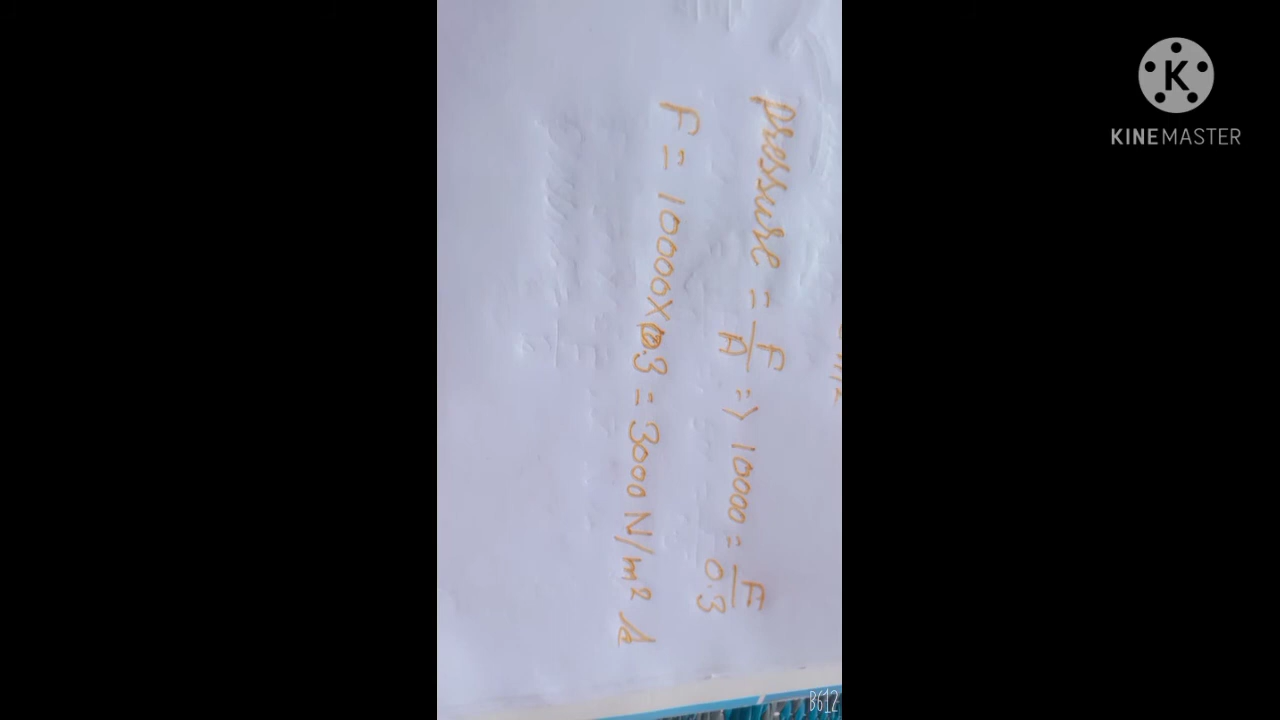 pressure = F/A => 10000 = F/0.3
F = 10000 x 0.3 = 3000 N/m²
K
KINEMASTER
B612